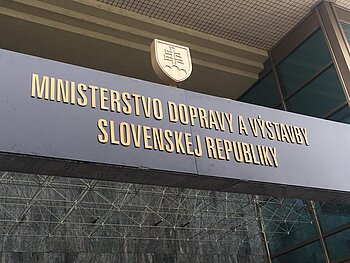 MINISTERSTVO DOPRAVY A VÝSTAVBY
SLOVENSKEJ REPUBLIKY